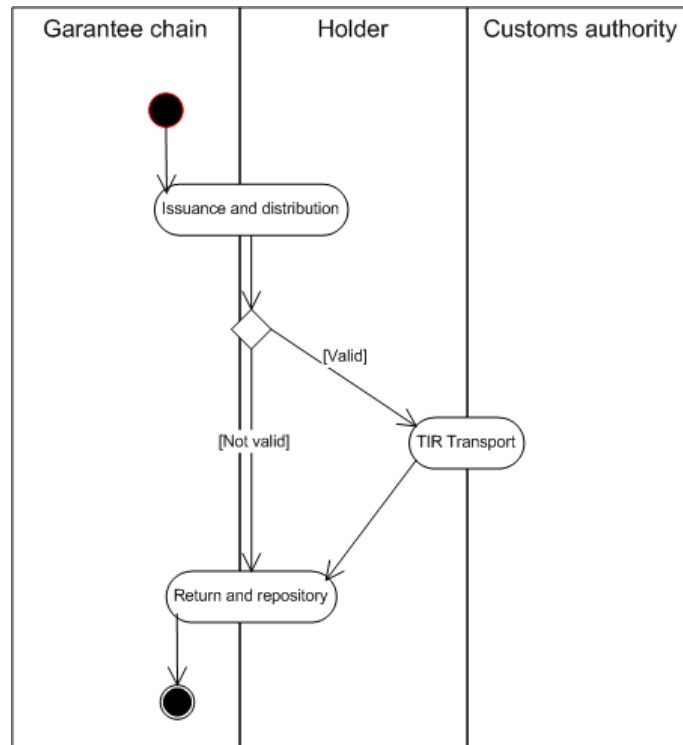 Garantee chain
Holder
Customs authority
Issuance and distribution
[Valid]
[Not valid]
TIR Transport
Return and repository